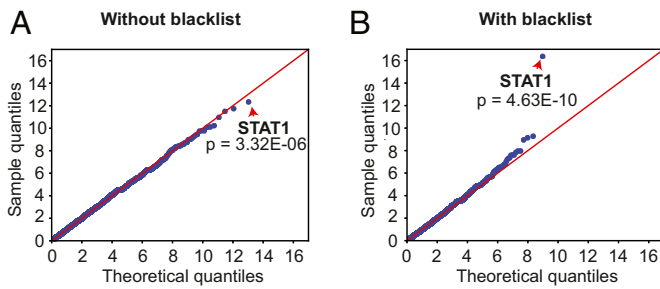 A
Without blacklist
Sample quantiles
16
14
12
10
8
6
4
2
0
STAT1
p = 3.32E-06
0 2 4 6 8 10 12 14 16
Theoretical quantiles
B
With blacklist
Sample quantiles
16
14
12
10
8
6
4
2
0
STAT1
p = 4.63E-10
0 2 4 6 8 10 12 14 16
Theoretical quantiles